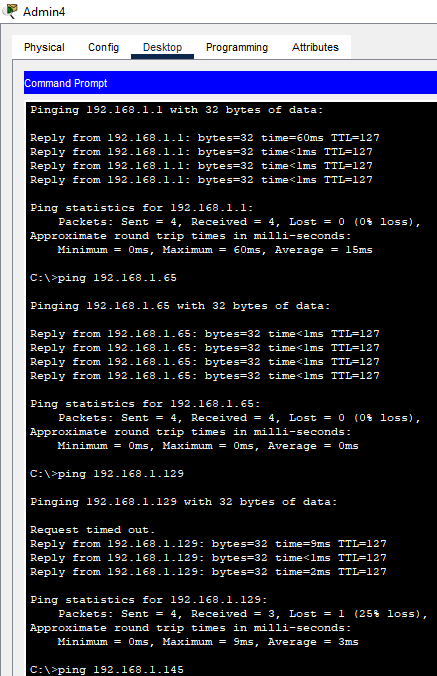 Admin4
Physical Config Desktop Programming Attributes
Command Prompt
Pinging 192.168.1.1 with 32 bytes of data:
Reply from 192.168.1.1: bytes=32 time=60ms TTL=127
Reply from 192.168.1.1: bytes=32 time<1ms TTL=127
Reply from 192.168.1.1: bytes=32 time<1ms TTL=127
Reply from 192.168.1.1: bytes=32 time<1ms TTL=127
Ping statistics for 192.168.1.1:
Packets: Sent = 4, Received = 4, Lost = 0 (0% loss),
Approximate round trip times in milli-seconds:
Minimum = 0ms, Maximum = 60ms, Average = 15ms
C:\>ping 192.168.1.65
Pinging 192.168.1.65 with 32 bytes of data:
Reply from 192.168.1.65: bytes=32 time<1ms TTL=127
Reply from 192.168.1.65: bytes=32 time<1ms TTL=127
Reply from 192.168.1.65: bytes=32 time<1ms TTL=127
Reply from 192.168.1.65: bytes=32 time<1ms TTL=127
Ping statistics for 192.168.1.65:
Packets: Sent = 4, Received = 4, Lost = 0 (0% loss),
Approximate round trip times in milli-seconds:
Minimum = 0ms, Maximum = 0ms, Average = 0ms
C:\>ping 192.168.1.129
Pinging 192.168.1.129 with 32 bytes of data:
Request timed out.
Reply from 192.168.1.129: bytes=32 time=9ms TTL=127
Reply from 192.168.1.129: bytes=32 time<1ms TTL=127
Reply from 192.168.1.129: bytes=32 time=2ms TTL=127
Ping statistics for 192.168.1.129:
Packets: Sent = 4, Received = 3, Lost = 1 (25% loss),
Approximate round trip times in milli-seconds:
Minimum = 0ms, Maximum = 9ms, Average = 3ms
C:\>ping 192.168.1.145